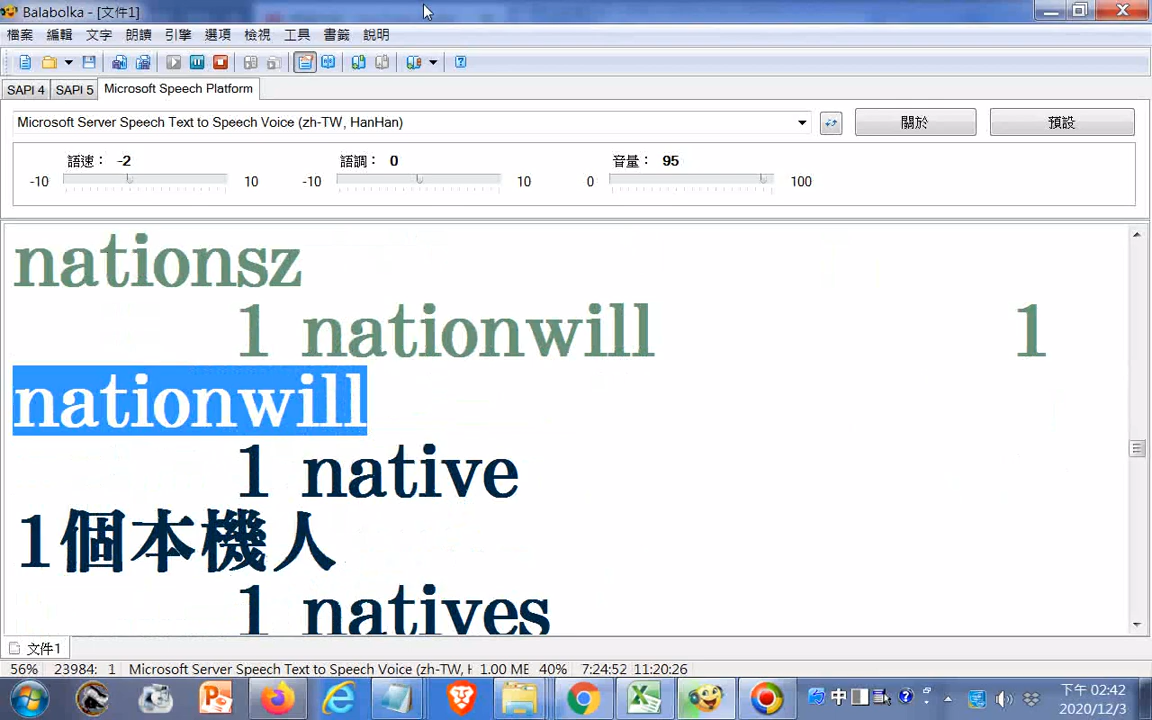 Balabolka - [文件1]
檔案 編輯 文字 朗讀 引擎 選項 檢視 工具 書籤 說明
SAPI 4 SAPI 5 Microsoft Speech Platform
Microsoft Server Speech Text to Speech Voice (zh-TW, HanHan) 關於 預設
語速： -2 語調： 0 音量： 95
-10 10 -10 10 0 100
nationsz
1 nationwill 1
nationwill
1 native
1個本機人
1 natives
文件1
56% 23984: 1 Microsoft Server Speech Text to Speech Voice (zh-TW, 1.00 ME 40% 7:24:52 11:20:26
中 下午 02:42
2020/12/3